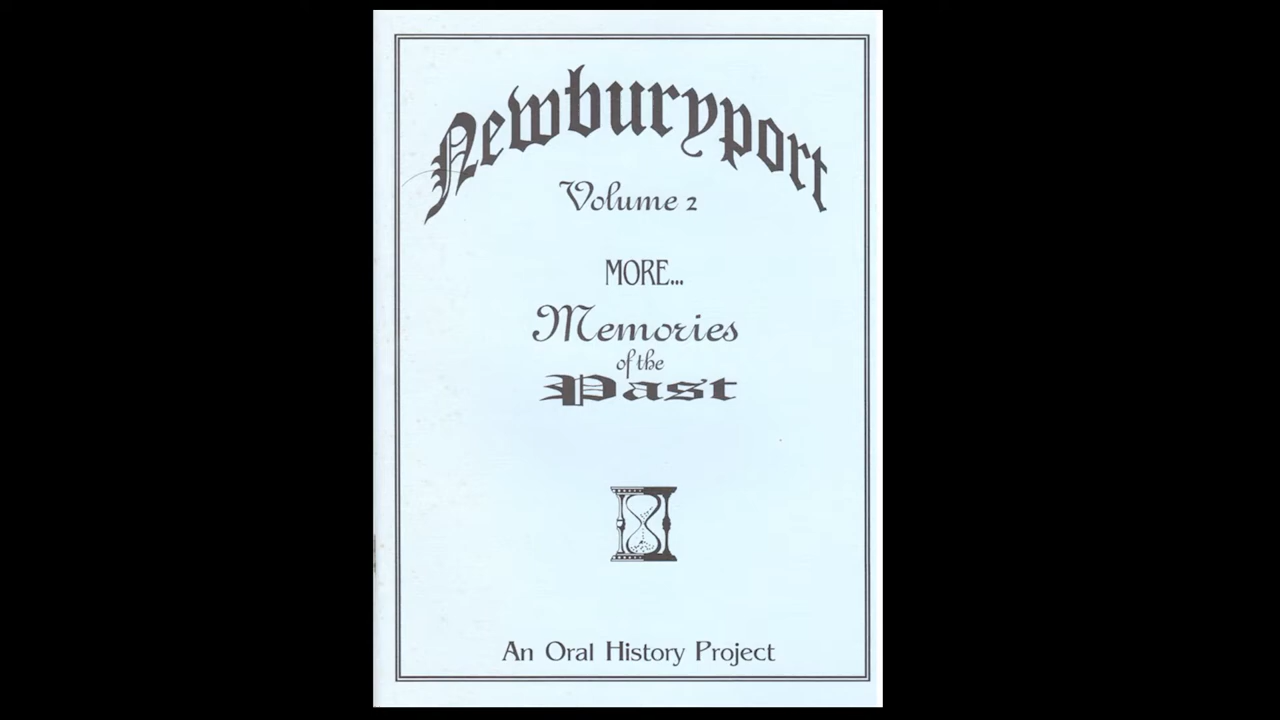 Newburyport
Volume 2
MORE...
Memories
of the
Past
An Oral History Project